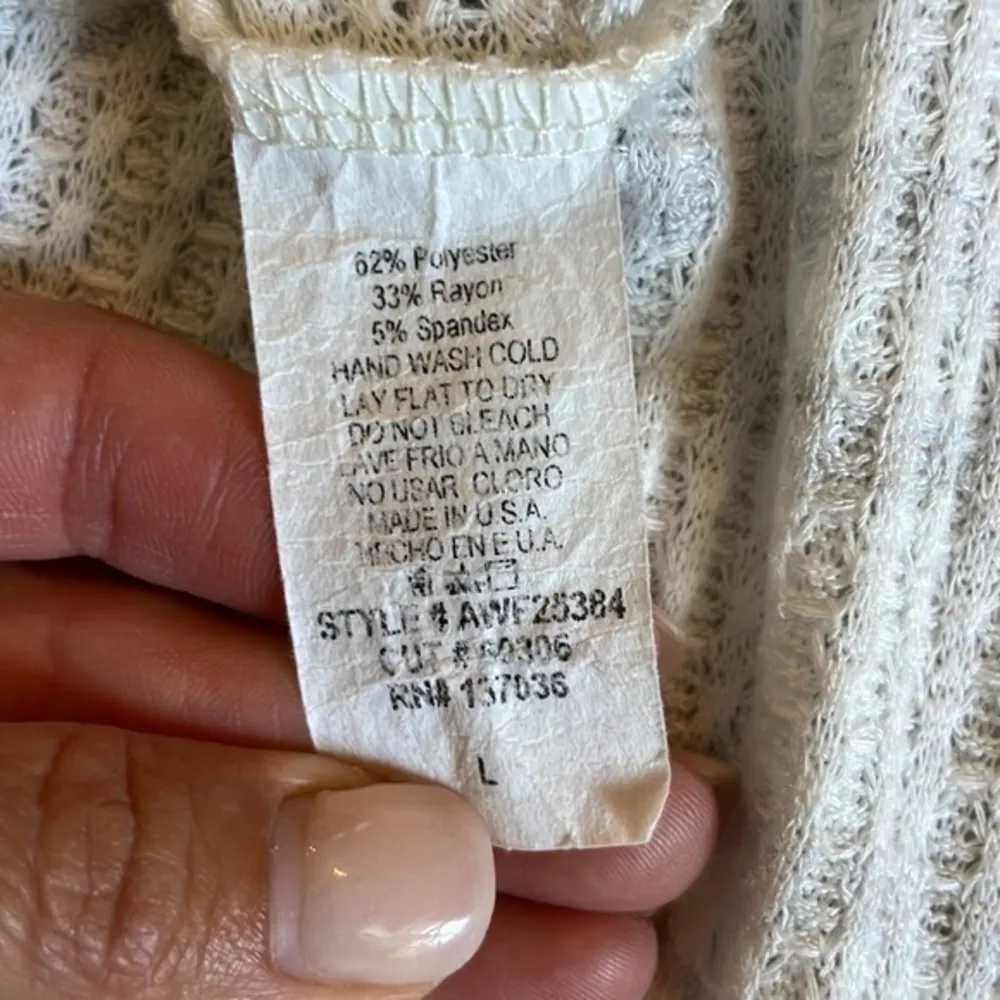 62% Polyester
33% Rayon
5% Spandex
HAND WASH COLD
LAY FLAT TO DRY
DO NOT BLEACH
LAVE FRIO A MANO
NO USAR CLORO
MADE IN U.S.A.
HECHO EN E.U.A.
STYLE # AWF25384
CUT # 60306
RN# 137036
L